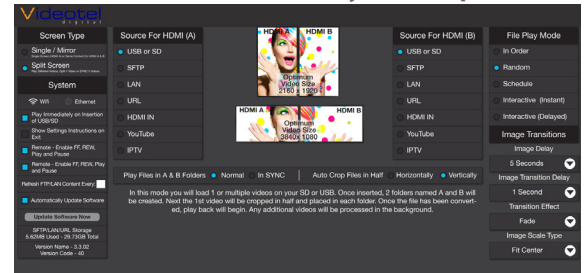 Videotel
digital
Screen Type
Single / Mirror
Split Screen
System
Wifi
Ethernet
Play Immediately on Insertion of USB/SD
Show Settings Instructions on Exit
Remote - Enable FF, REW, Play and Pause
Remote - Enable FF, REW, Play and Pause
Refresh FTP/LAN Content Every:
Automatically Update Software
Update Software Now
SFTP/LAN/URL Storage
5.62MB Used - 29.73GB Total
Version Name - 3.3.02
Version Code - 40
Source For HDMI (A)
USB or SD
SFTP
LAN
URL
HDMI IN
YouTube
IPTV
HDMI A
HDMI B
Optimum
Video Size
2160 x 1920
HDMI A
HDMI B
Optimum
Video Size
3840x 1080
Source For HDMI (B)
USB or SD
SFTP
LAN
URL
HDMI IN
YouTube
IPTV
Play Files in A & B Folders
Normal
In SYNC
Auto Crop Files in Half
Horizontally
Vertically
In this mode you will load 1 or multiple videos on your SD or USB. Once inserted, 2 folders named A and B will
be created. Next the 1st video will be cropped in half and placed in each folder. Once the file has been convert-
ed, play back will begin. Any additional videos will be processed in the background.
File Play Mode
In Order
Random
Schedule
Interactive (Instant)
Interactive (Delayed)
Image Transitions
Image Delay
5 Seconds
Image Transition Delay
1 Second
Transition Effect
Fade
Image Scale Type
Fit Center